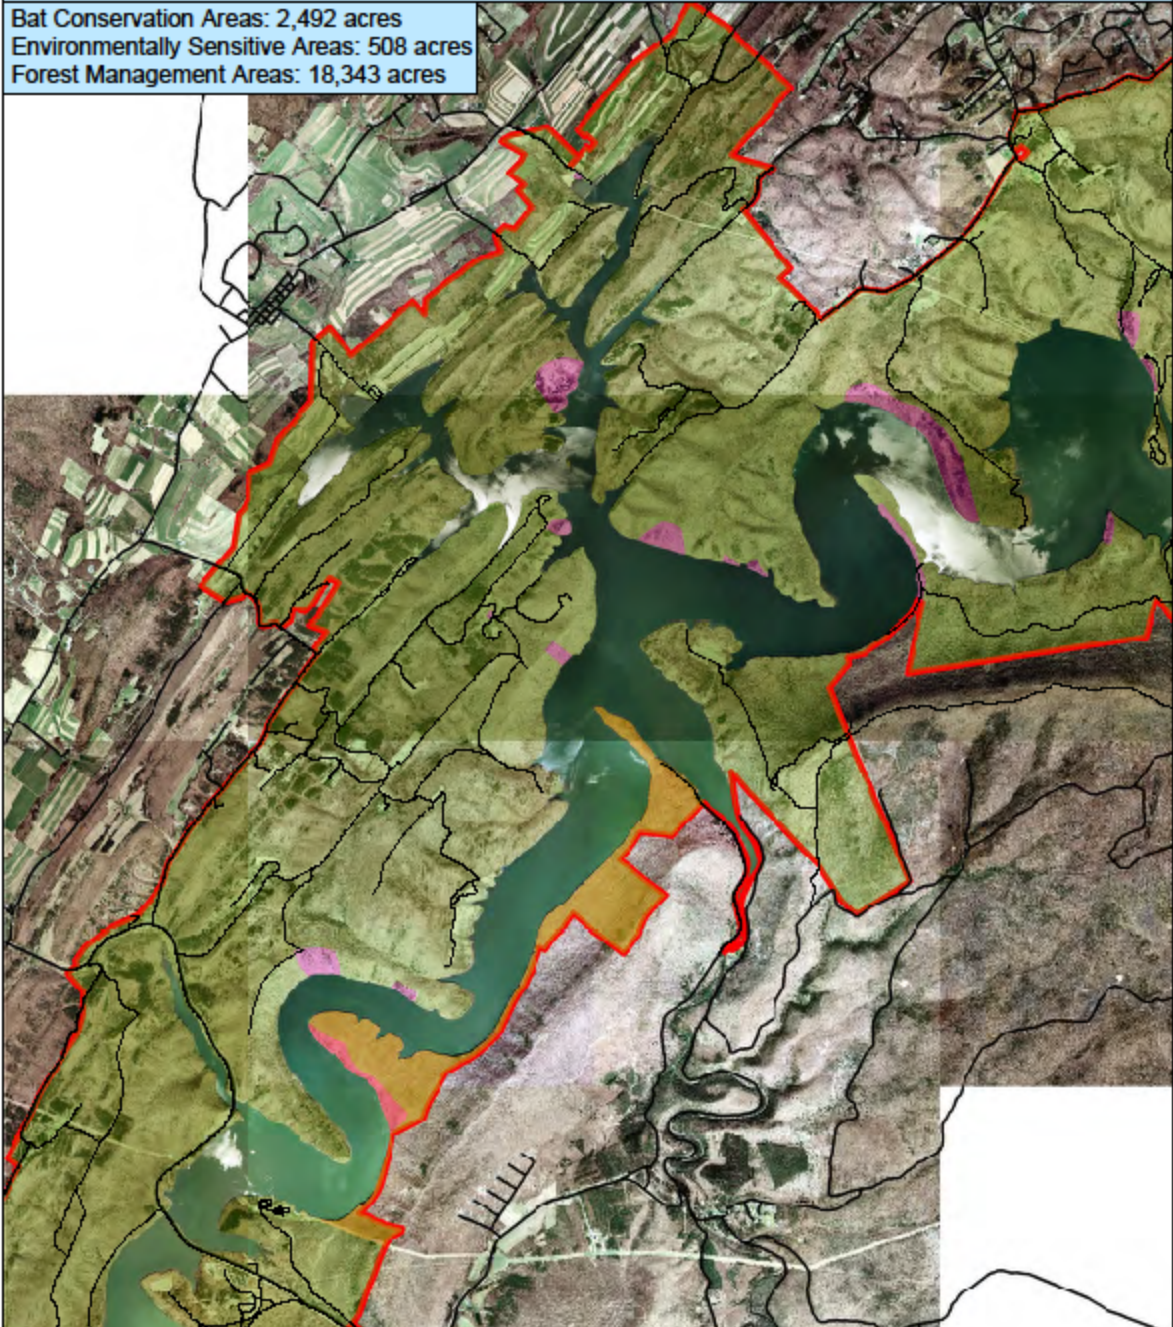 Bat Conservation Areas: 2,492 acres
Environmentally Sensitive Areas: 508 acres
Forest Management Areas: 18,343 acres